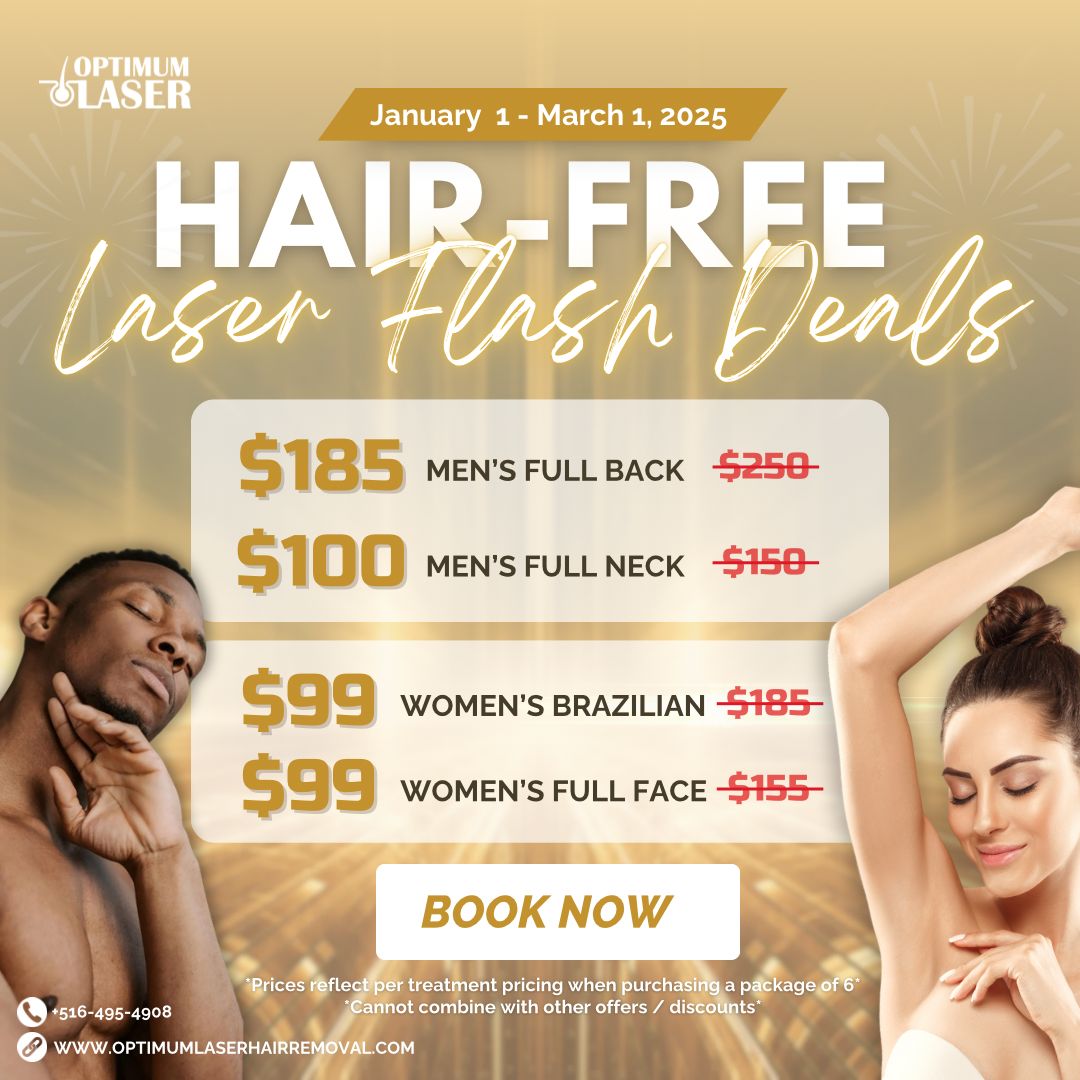 OPTIMUM
LASER
January 1 - March 1, 2025
HAIR-FREE
Laser Flash Deals
$185 MEN'S FULL BACK $250
$100 MEN'S FULL NECK $150
$99 WOMEN'S BRAZILIAN $185
$99 WOMEN'S FULL FACE $155
BOOK NOW
*Prices reflect per treatment pricing when purchasing a package of 6*
*Cannot combine with other offers / discounts*
+516-495-4908
WWW.OPTIMUMLASERHAIRREMOVAL.COM